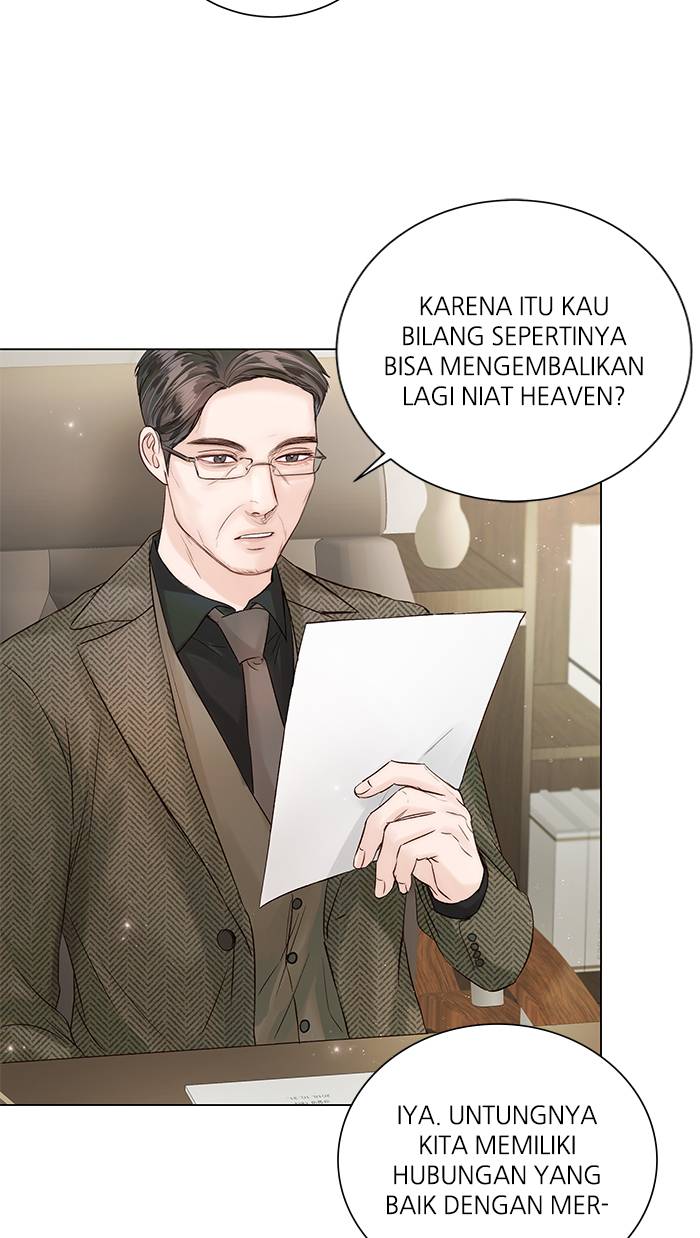 KARENA ITU KAU
BILANG SEPERTINYA
BISA MENGEMBALIKAN
LAGI NIAT HEAVEN?
IYA. UNTUNGNYA
KITA MEMILIKI
HUBUNGAN YANG
BAIK DENGAN MER-